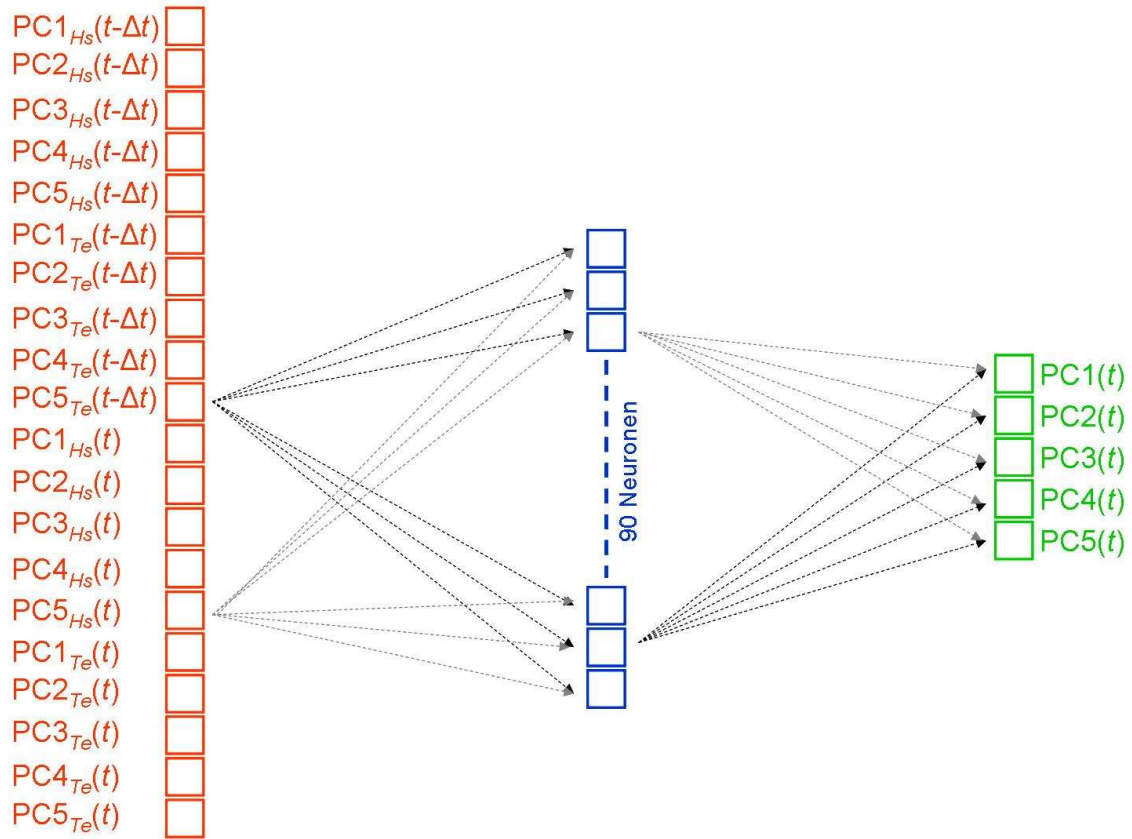 PC1Hs(t-Δt)
PC2Hs(t-Δt)
PC3Hs(t-Δt)
PC4Hs(t-Δt)
PC5Hs(t-Δt)
PC1Te(t-Δt)
PC2Te(t-Δt)
PC3Te(t-Δt)
PC4Te(t-Δt)
PC5Te(t-Δt)
PC1Hs(t)
PC2Hs(t)
PC3Hs(t)
PC4Hs(t)
PC5Hs(t)
PC1Te(t)
PC2Te(t)
PC3Te(t)
PC4Te(t)
PC5Te(t)
90 Neuronen
PC1(t)
PC2(t)
PC3(t)
PC4(t)
PC5(t)